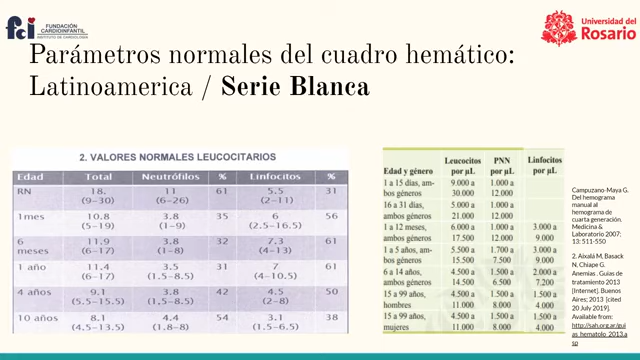 fci FUNDACIÓN
CARDIOINFANTIL
INSTITUTO DE CARDIOLOGÍA
Universidad del
Rosario
Parámetros normales del cuadro hemático:
Latinoamerica / Serie Blanca
2. VALORES NORMALES LEUCOCITARIOS
Edad Total Neutrófilos % Linfocitos %
RN 18. 11 61 5.5 31
(9–30) (6–26) (2–11)
1mes 10.8 3.8 35 6 56
(5–19) (1–9) (2.5–16.5)
6 11.9 3.8 32 7.3 61
meses (6–17) (1–8) (4–13)
1 año 11.4 3.5 31 7 61
(6–17) (1.5–8.5) (4–10.5)
4 años 9.1 3.8 42 4.5 50
(5.5–15.5) (1.5–8.5) (2–8)
10 años 8.1 4.4 54 3.1 38
(4.5–13.5) (1.8–8) (1.5–6.5)
Edad y género Leucocitos por µL PNN por µL Linfocitos por µL
1 a 15 días, am- 9.000 a 1.000 a
bos géneros 30.000 12.000
16 a 31 días, 5.000 a 1.000 a
ambos géneros 21.000 12.000
1 a 12 meses, 6.000 a 1.000 a 3.000 a
ambos géneros 17.500 12.000 9.000
1 a 5 años, am- 5.500 a 1.700 a 3.000 a
bos géneros 15.500 7.500 9.000
6 a 14 años, 4.500 a 1.500 a 2.000 a
ambos géneros 14.500 6.500 7.200
15 a 99 años, 4.500 a 1.500 a 1.500 a
hombres 11.000 8.000 4.000
15 a 99 años, 4.500 a 1.500 a 1.500 a
mujeres 11.000 8.000 4.000
Campuzano-Maya G.
Del hemograma
manual al
hemograma de
cuarta generación.
Medicina &
Laboratorio 2007;
13: 511-550
2. Aixalá M, Basack
N, Chiape G.
Anemias . Guías de
tratamiento 2013
[Internet]. Buenos
Aires; 2013 [cited
20 July 2019].
Available from:
http://sah.org.ar/gui
as_hematolo_2013.a
sp